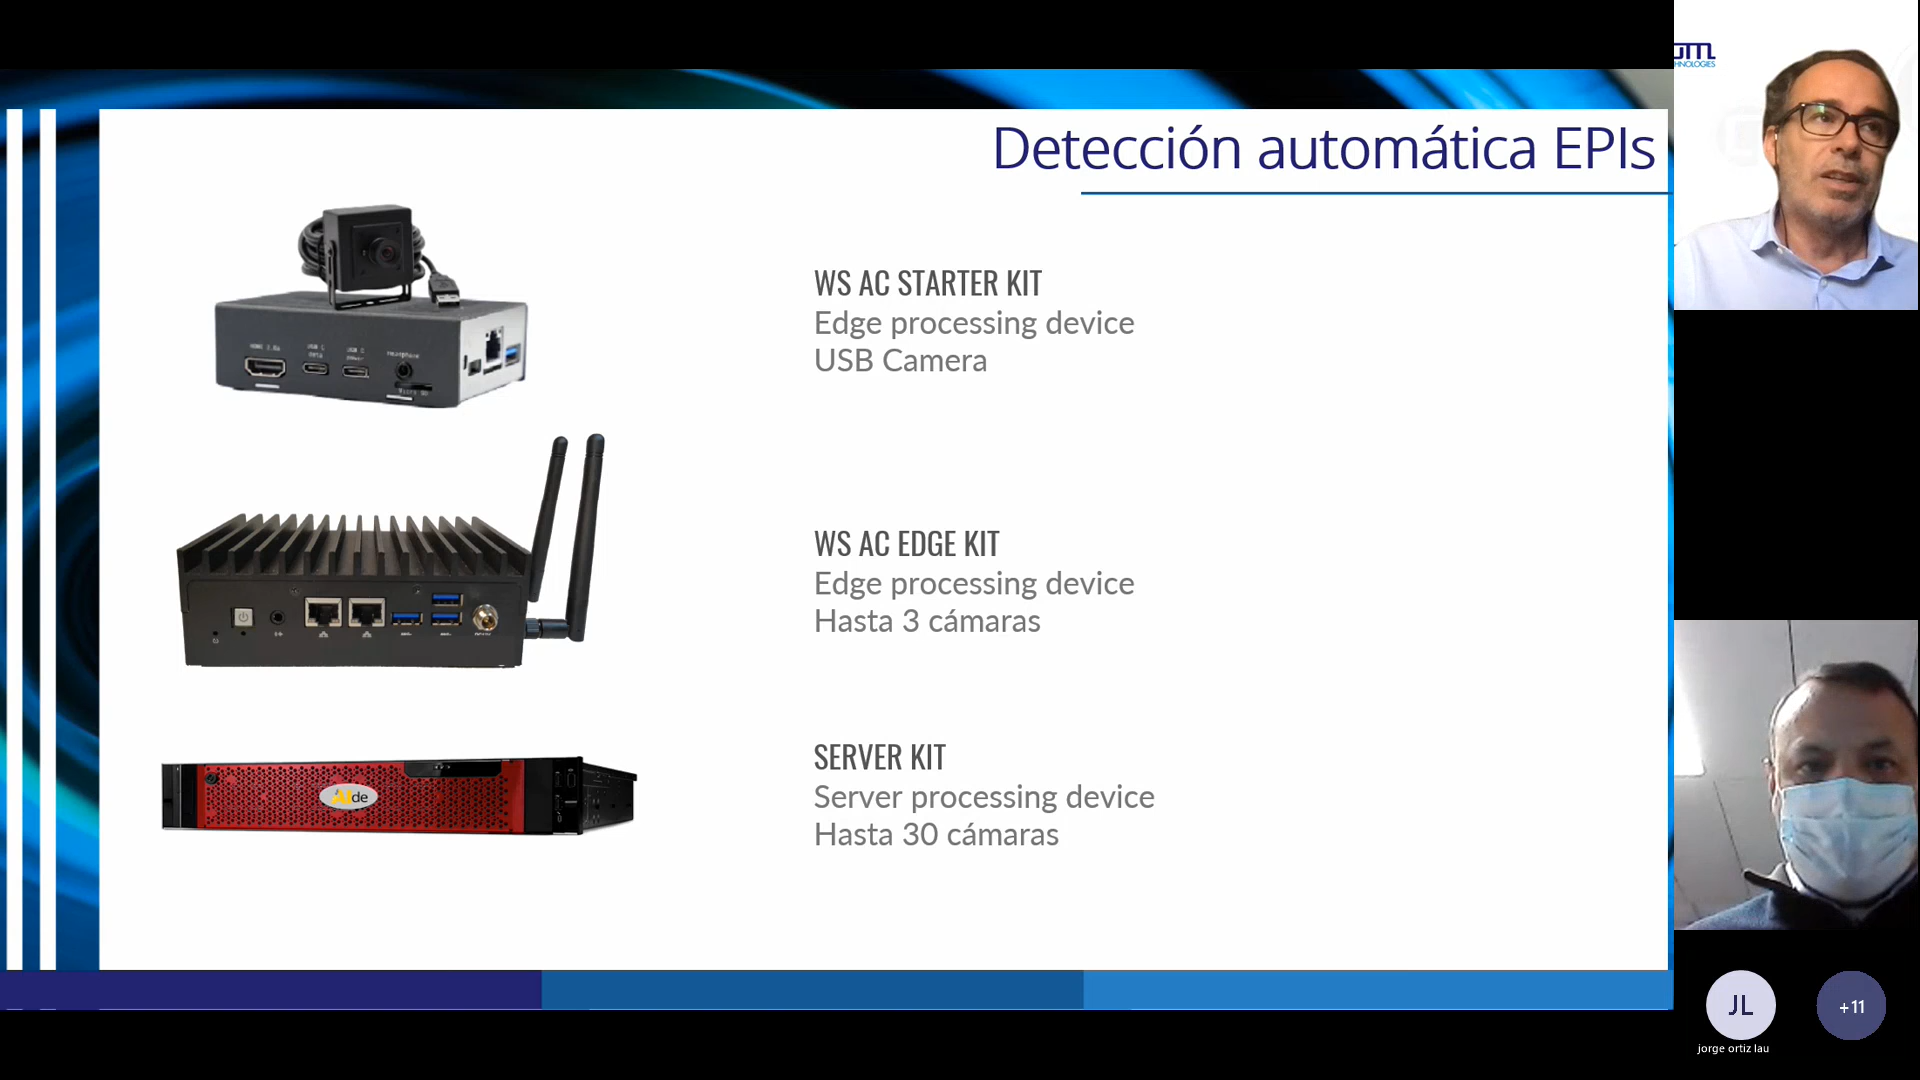 Detección automática EPIs
WS AC STARTER KIT
Edge processing device
USB Camera
WS AC EDGE KIT
Edge processing device
Hasta 3 cámaras
SERVER KIT
Server processing device
Hasta 30 cámaras
AIde
JL
+11
jorge ortiz lau